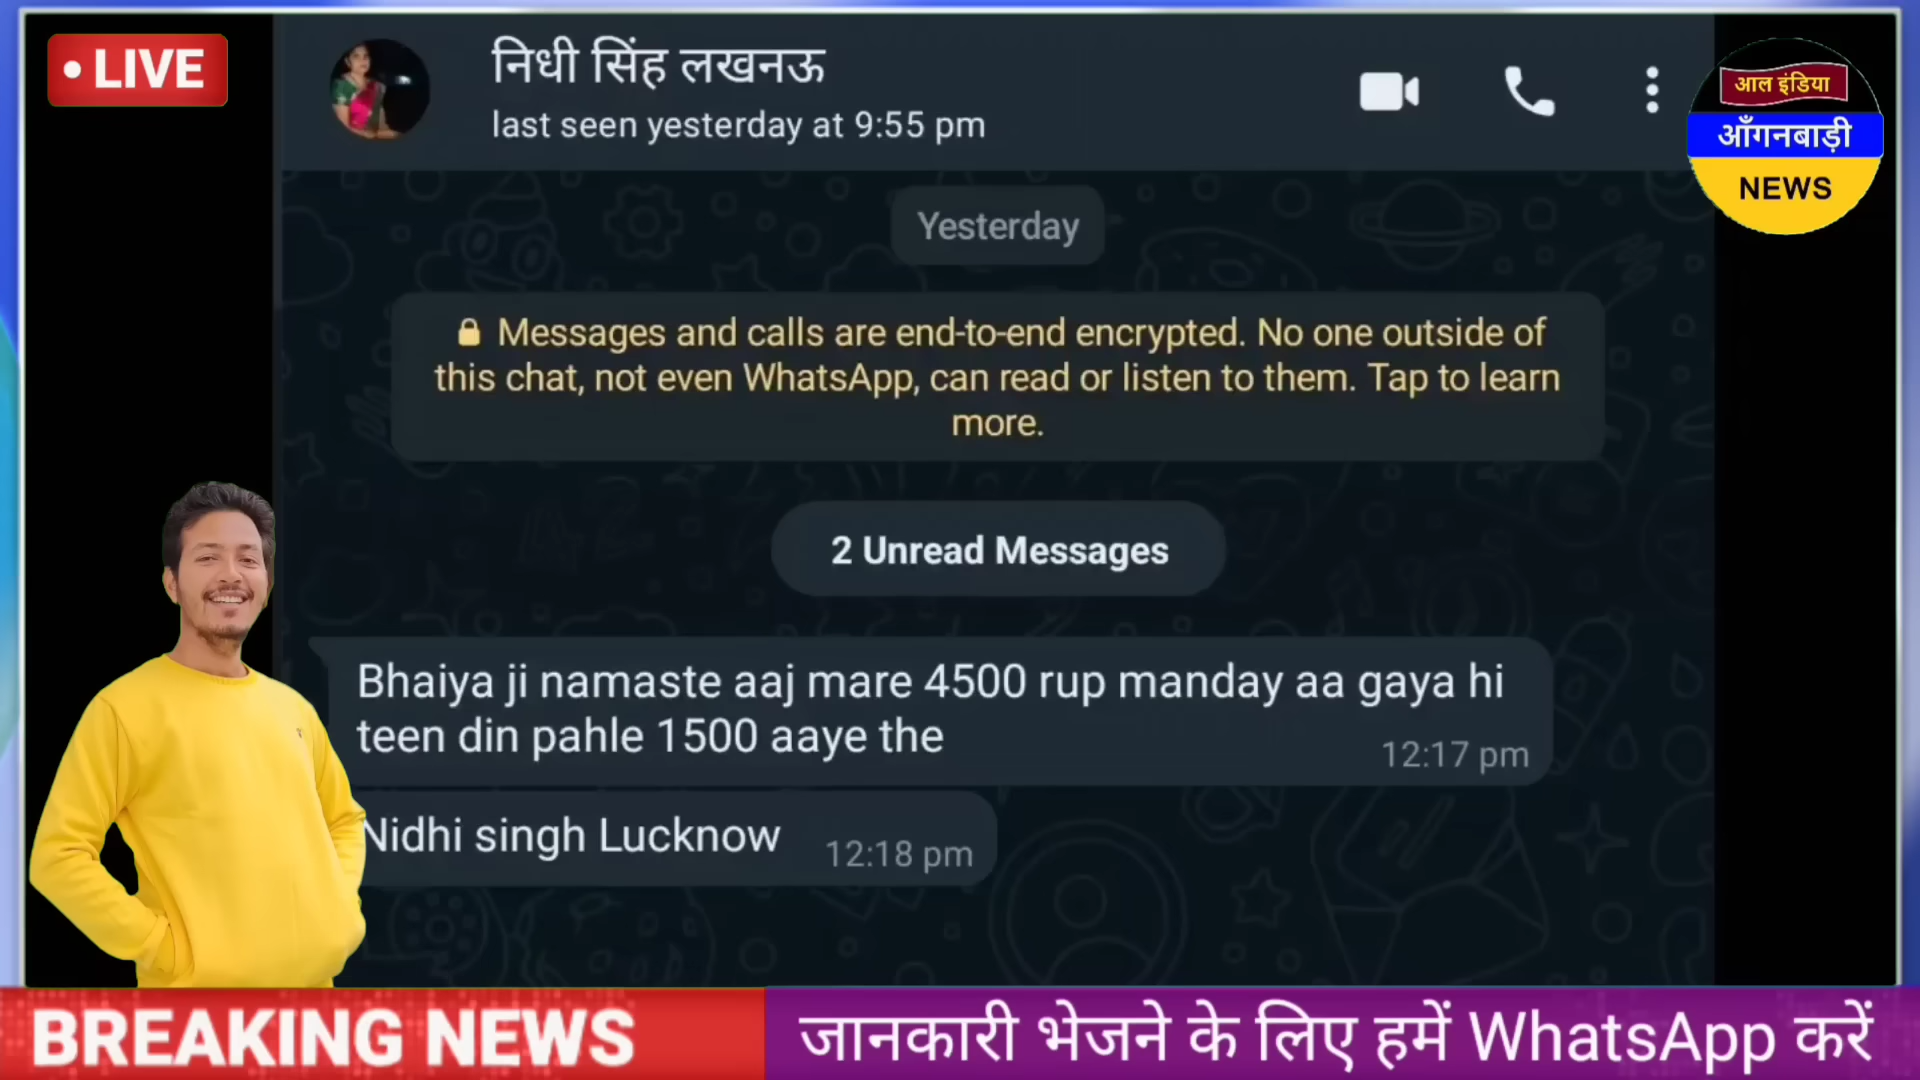 • LIVE
निधी सिंह लखनऊ
last seen yesterday at 9:55 pm
आल इंडिया
आँगनबाड़ी
NEWS
Yesterday
Messages and calls are end-to-end encrypted. No one outside of
this chat, not even WhatsApp, can read or listen to them. Tap to learn
more.
2 Unread Messages
Bhaiya ji namaste aaj mare 4500 rup manday aa gaya hi
teen din pahle 1500 aaye the
12:17 pm
Nidhi singh Lucknow 12:18 pm
BREAKING NEWS
जानकारी भेजने के लिए हमें WhatsApp करें